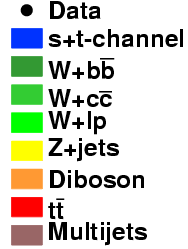 Data
s+t-channel
W+bb̅
W+cc̅
W+lp
Z+jets
Diboson
tt̅
Multijets